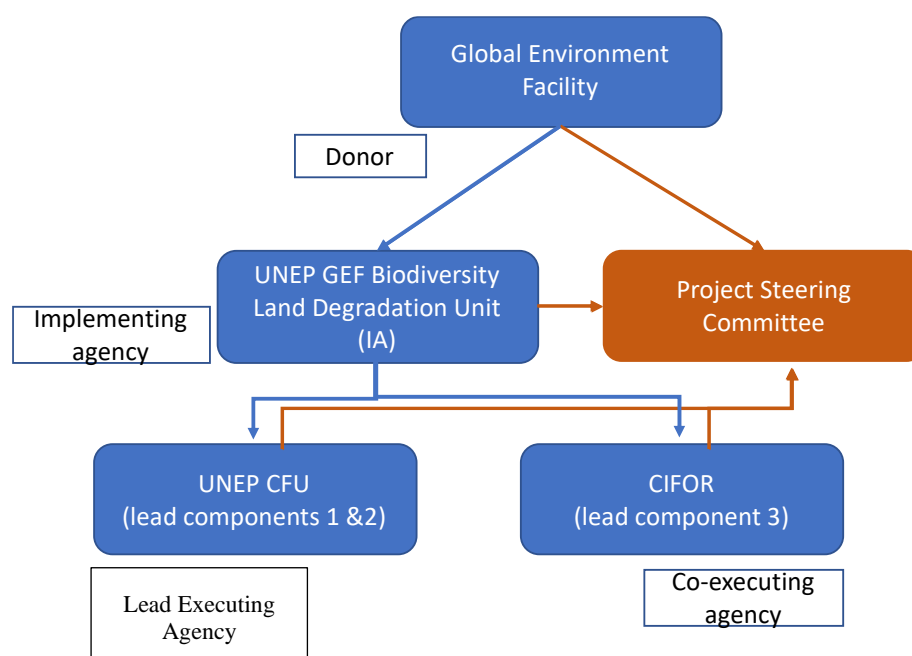 Global Environment
Facility
Donor
UNEP GEF Biodiversity
Land Degradation Unit
(IA)
Project Steering
Committee
Implementing
agency
UNEP CFU
(lead components 1 &2)
CIFOR
(lead component 3)
Lead Executing
Agency
Co-executing
agency